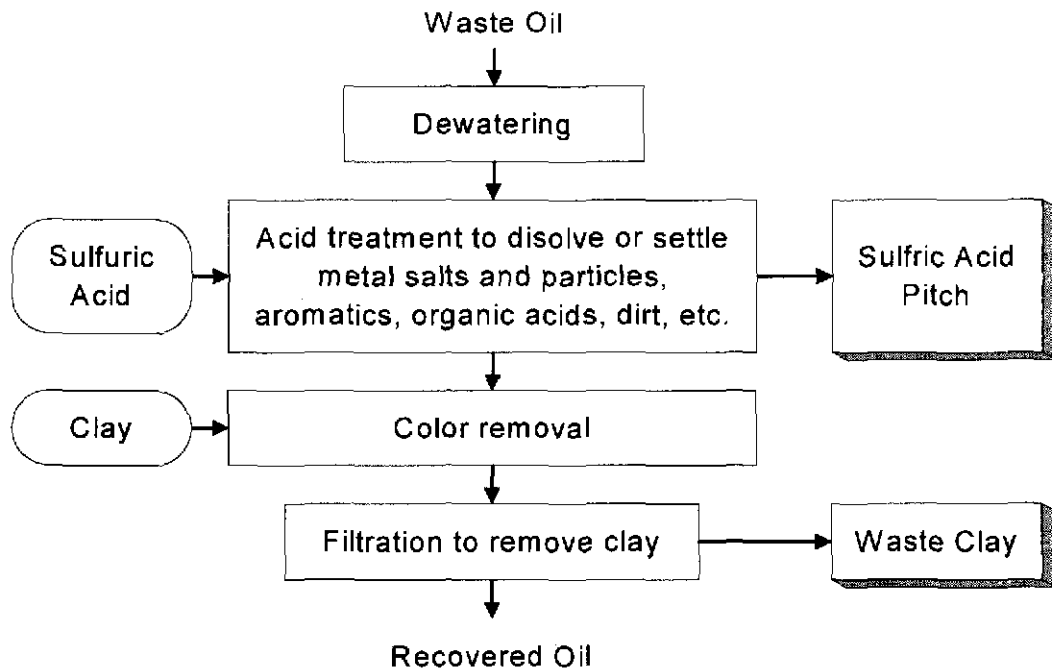 Waste Oil
Dewatering
Sulfuric
Acid
Acid treatment to disolve or settle
metal salts and particles,
aromatics, organic acids, dirt, etc.
Sulfric Acid
Pitch
Clay
Color removal
Filtration to remove clay
Waste Clay
Recovered Oil